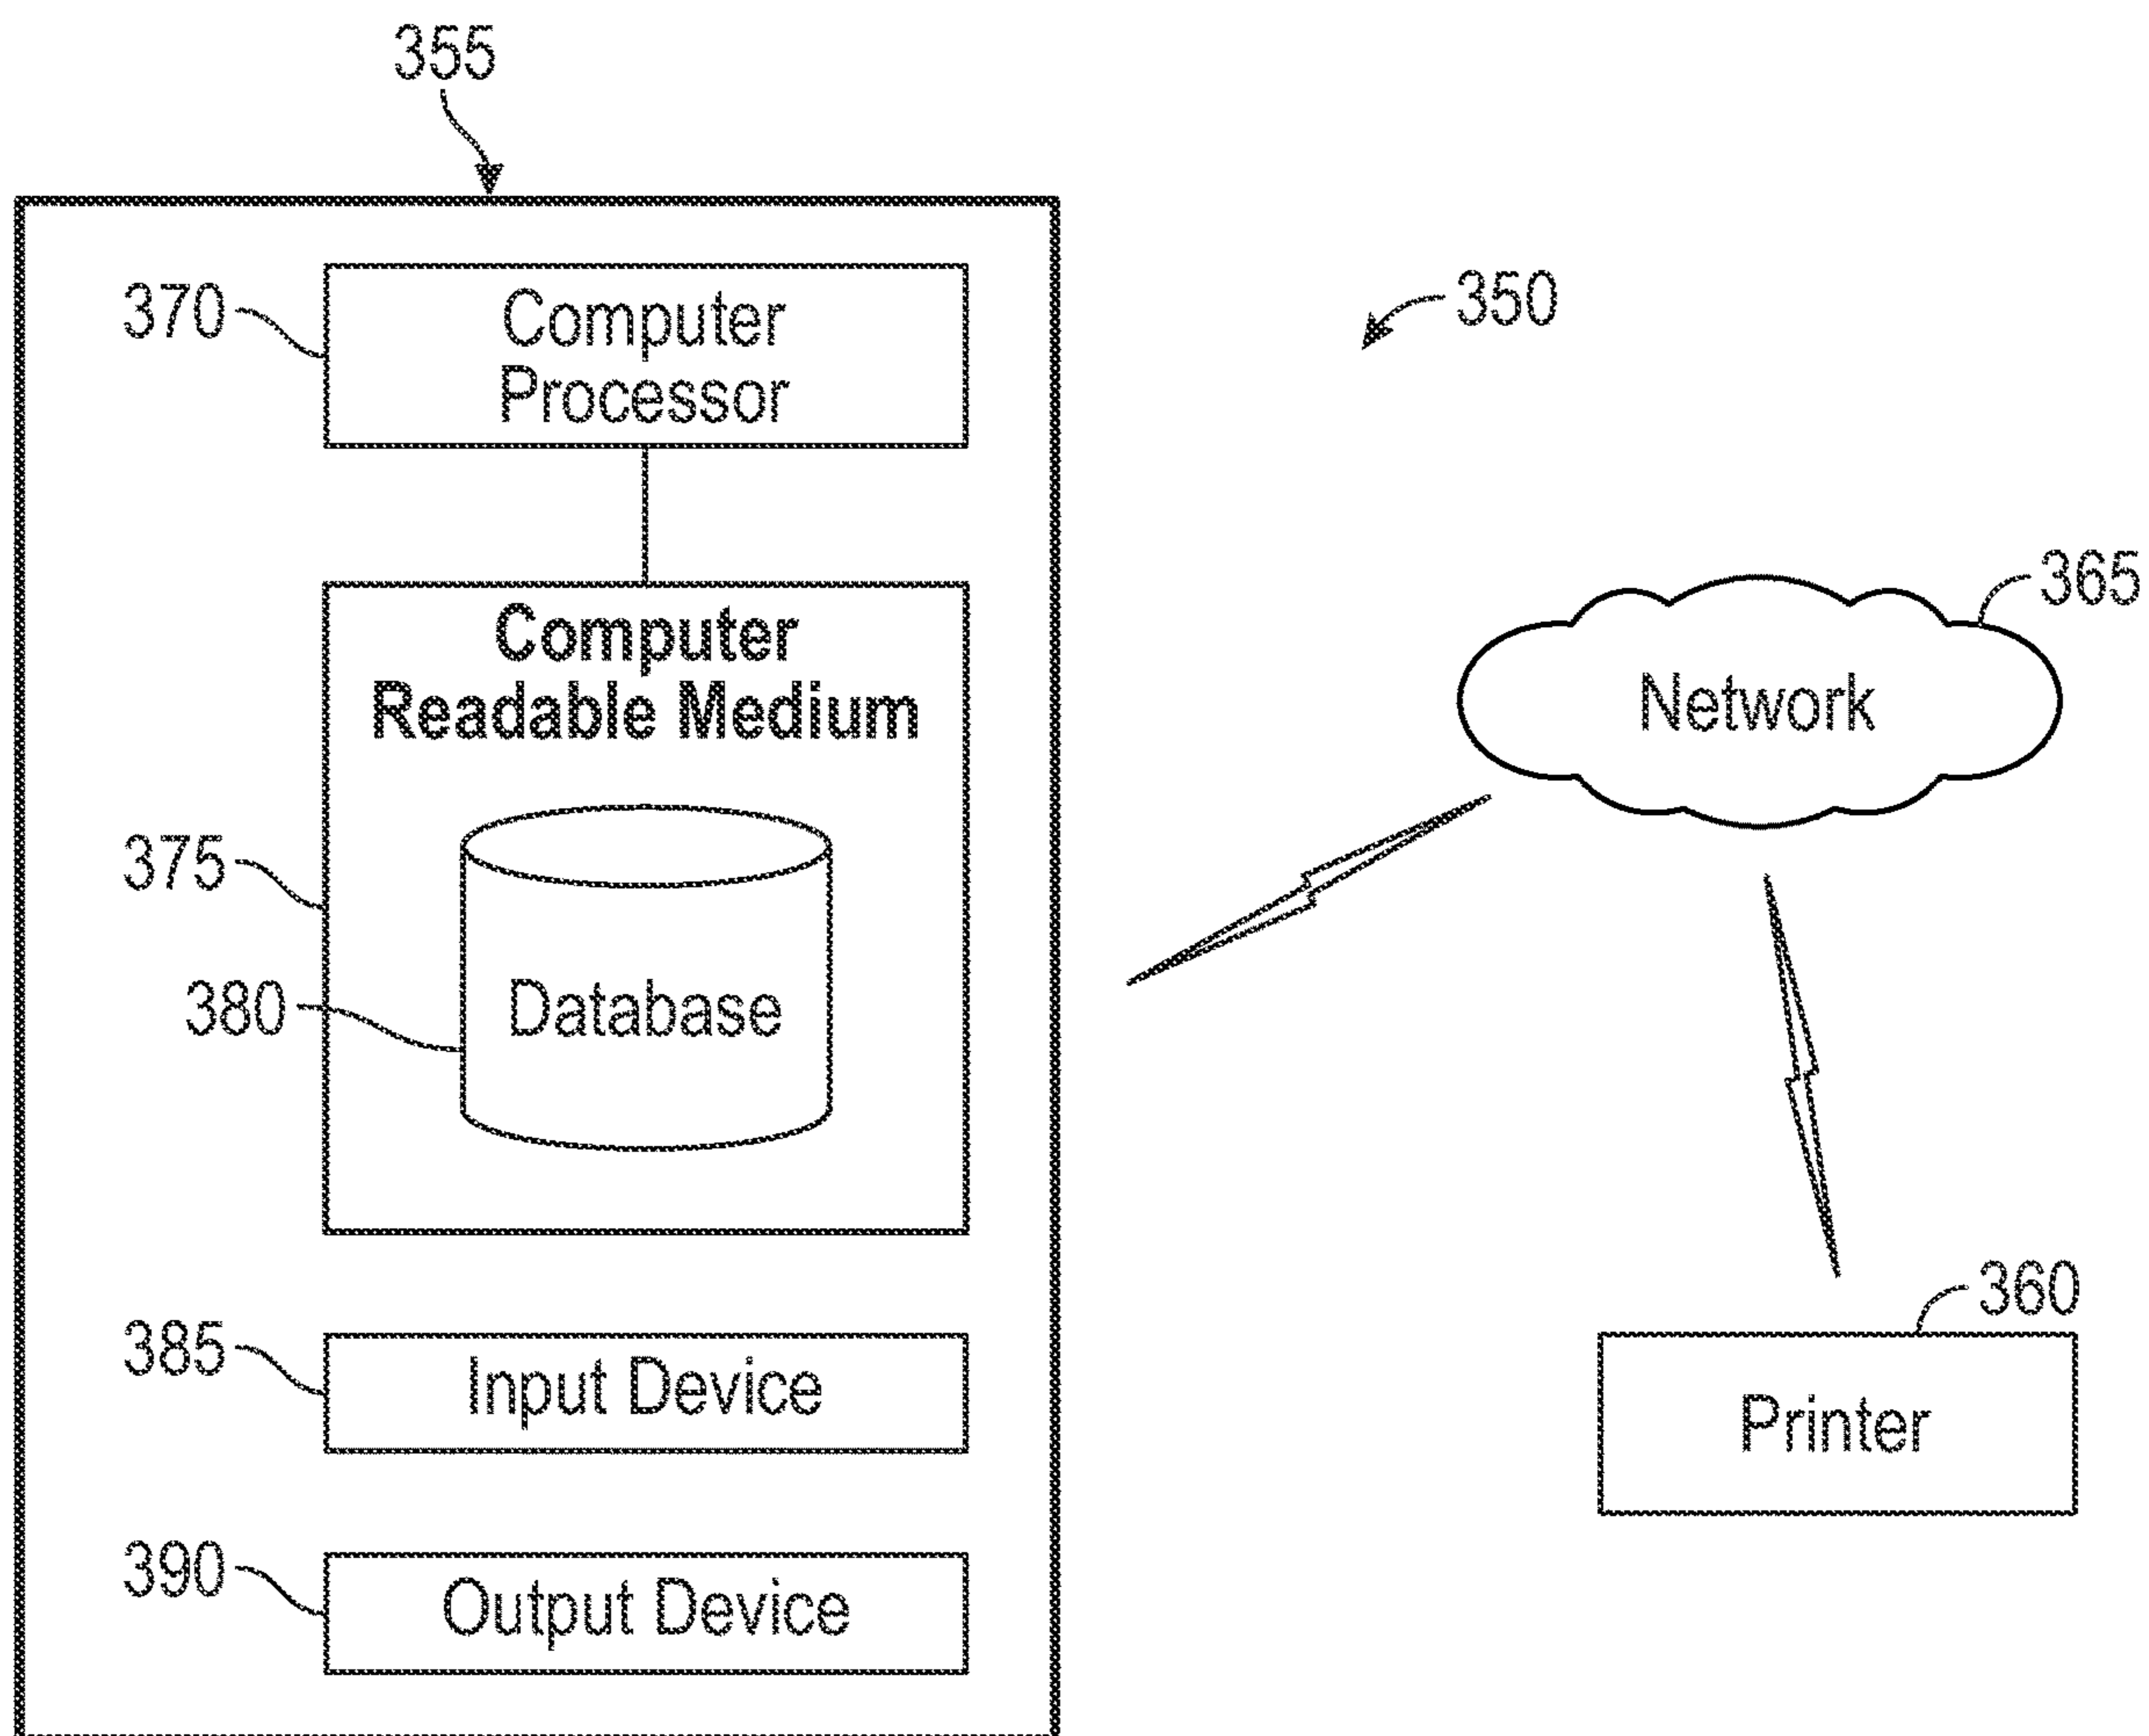 355
370
Computer
Processor
350
Computer
Readable Medium
365
Network
375
380
Database
385
Input Device
360
Printer
390
Output Device